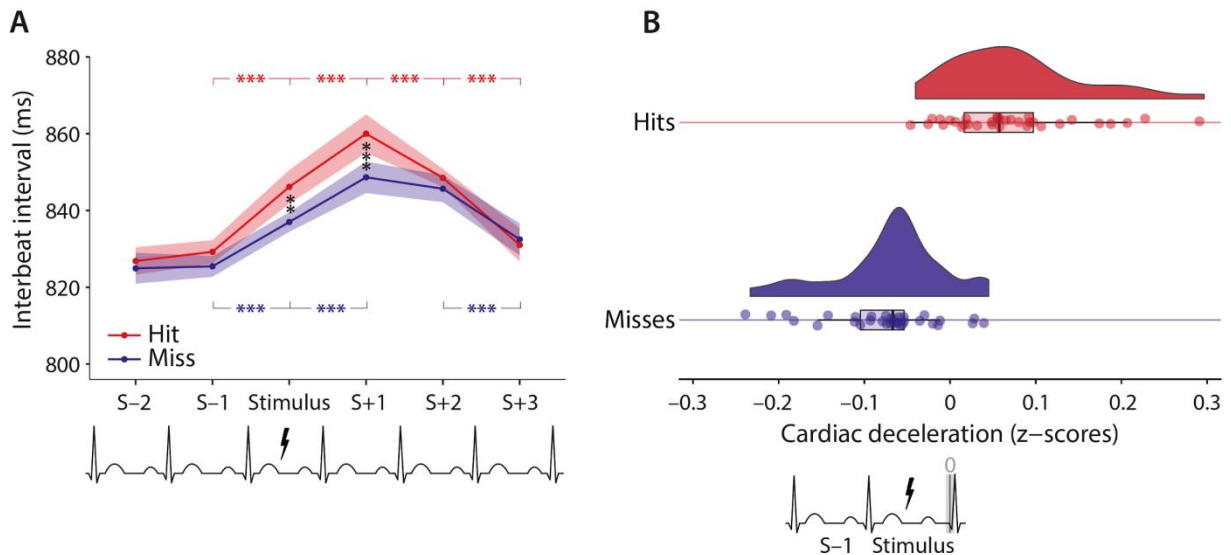 A
880
860
840
820
800
Interbeat interval (ms)
*** *** *** ***
***
**
*** *** ***
Hit
Miss
S–2 S–1 Stimulus S+1 S+2 S+3
B
Hits
Misses
–0.3 –0.2 –0.1 0 0.1 0.2 0.3
Cardiac deceleration (z–scores)
0
S–1 Stimulus